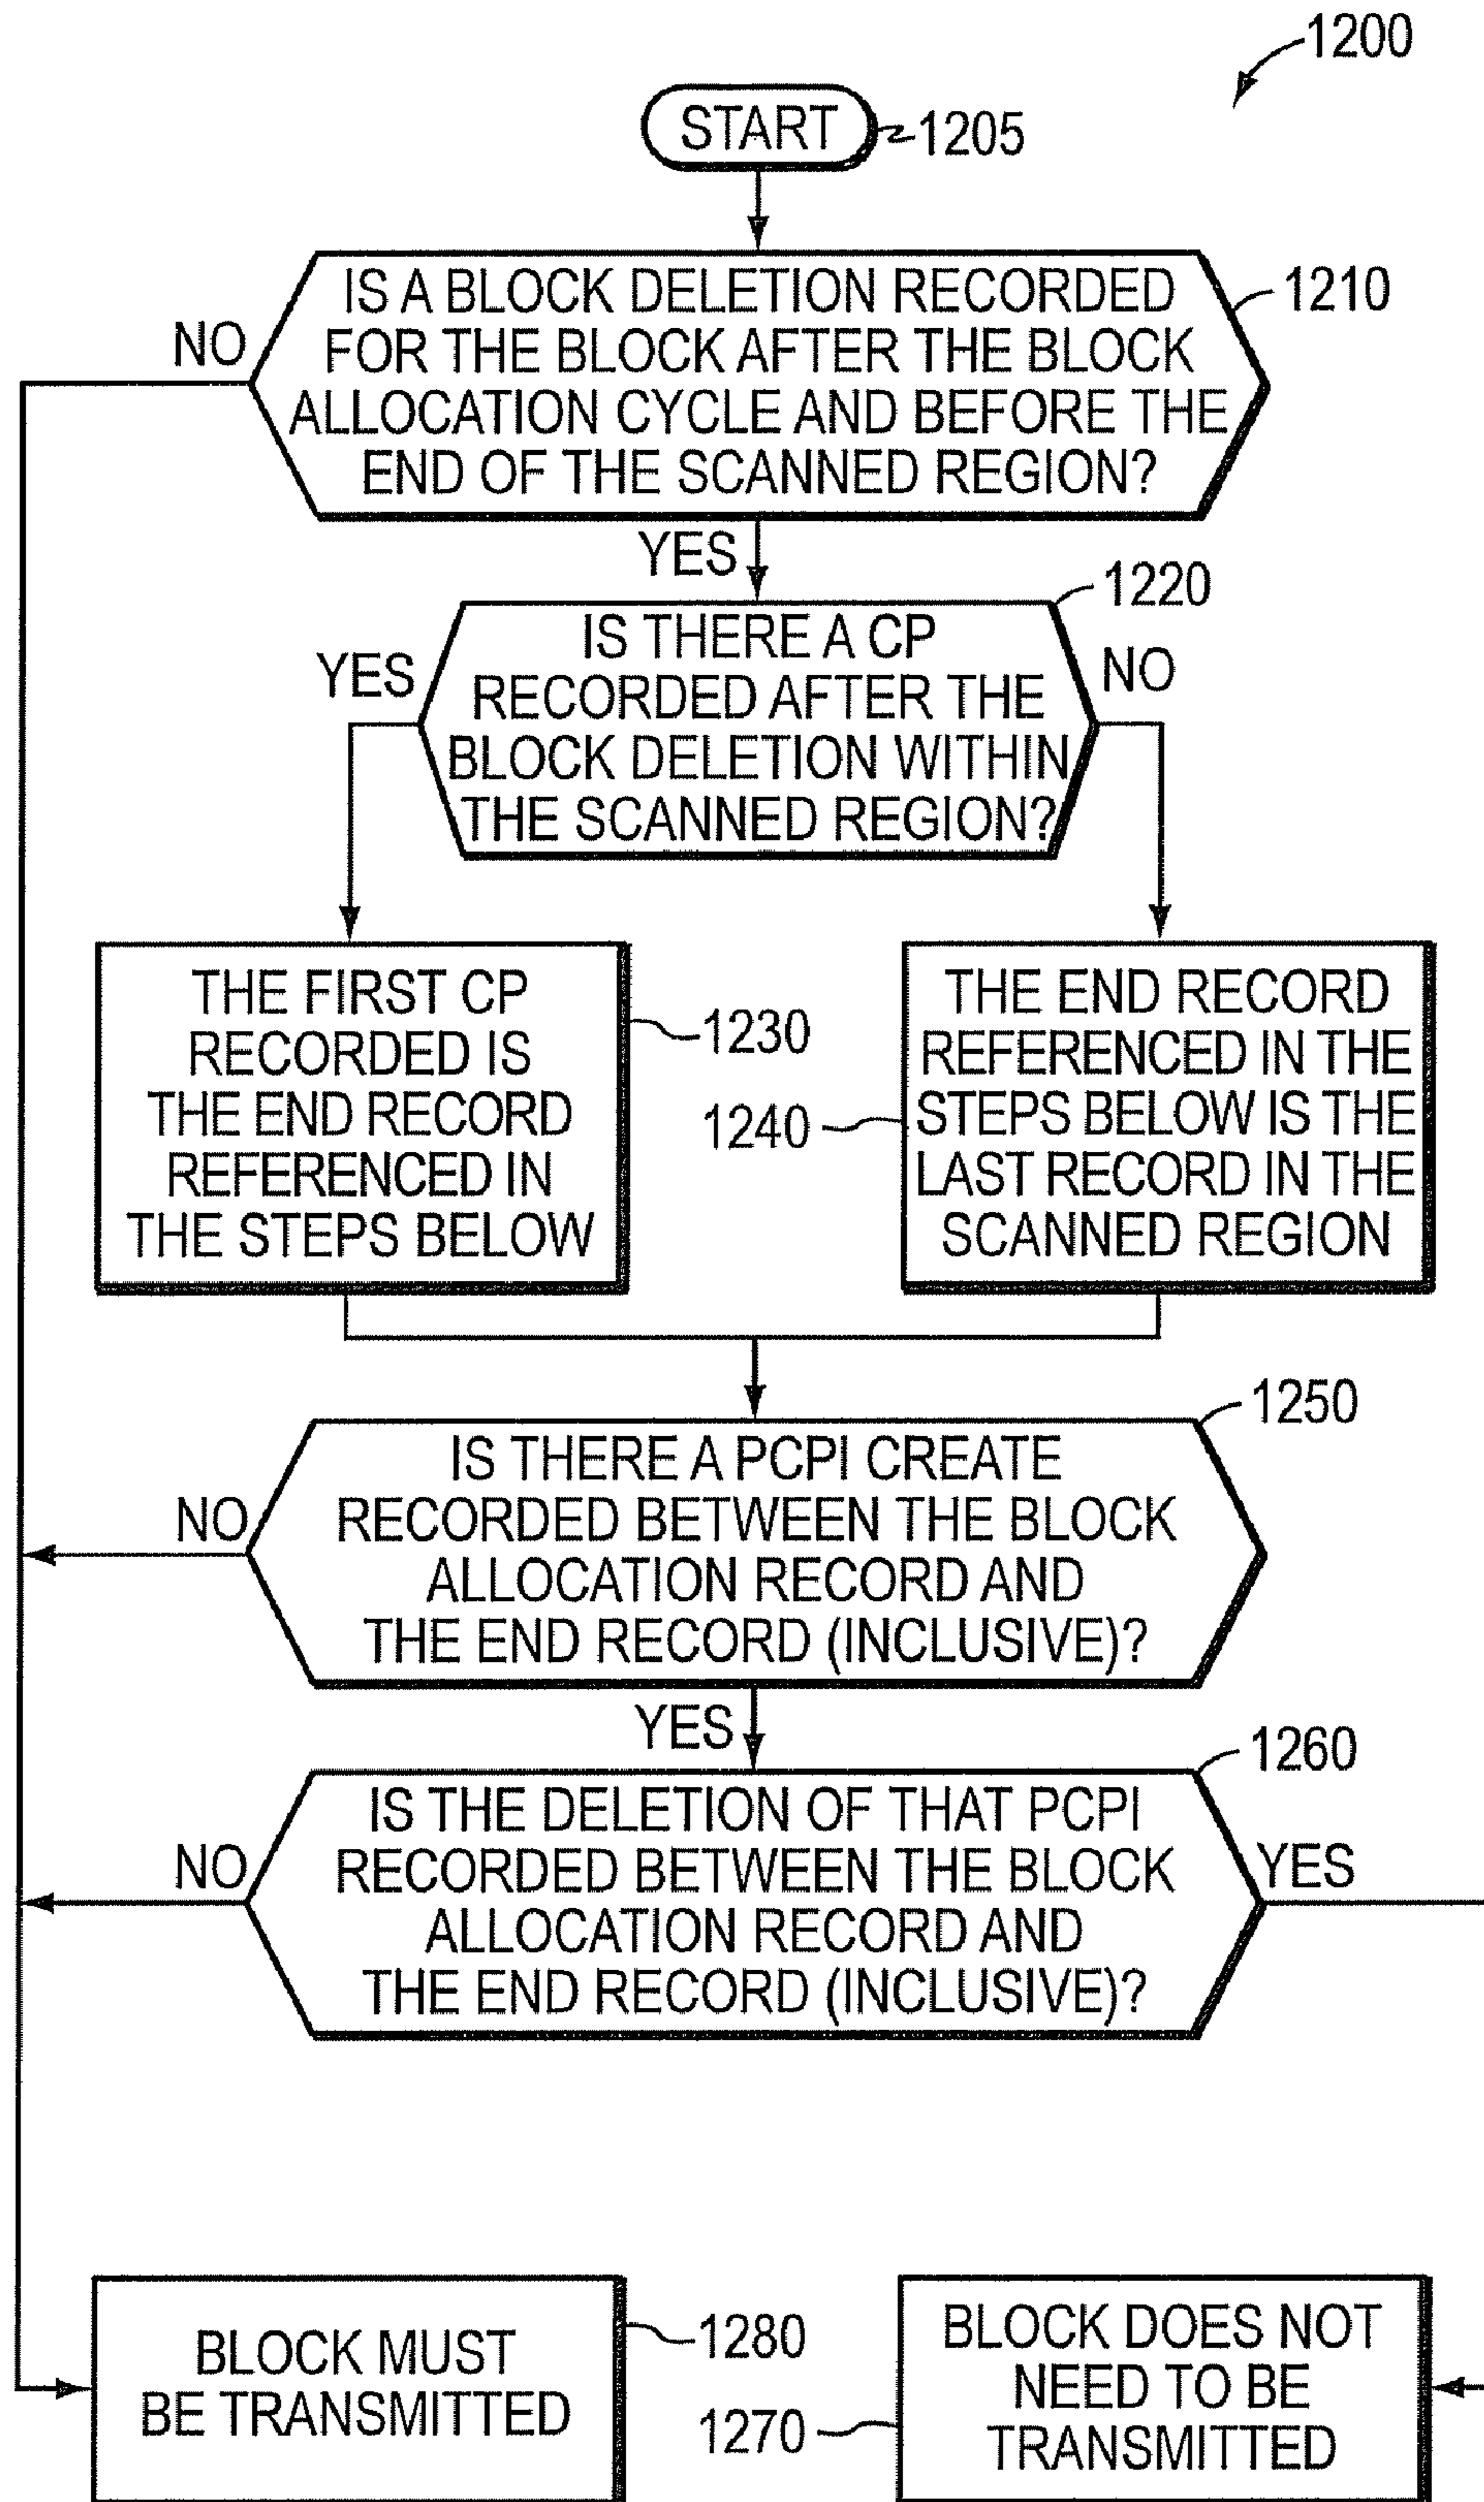 1200
START
1205
IS A BLOCK DELETION RECORDED
FOR THE BLOCK AFTER THE BLOCK
ALLOCATION CYCLE AND BEFORE THE
END OF THE SCANNED REGION?
1210
NO
YES
1220
IS THERE A CP
RECORDED AFTER THE
BLOCK DELETION WITHIN
THE SCANNED REGION?
YES
NO
THE FIRST CP
RECORDED IS
THE END RECORD
REFERENCED IN
THE STEPS BELOW
1230
THE END RECORD
REFERENCED IN THE
STEPS BELOW IS THE
LAST RECORD IN THE
SCANNED REGION
1240
1250
IS THERE A PCPI CREATE
RECORDED BETWEEN THE BLOCK
ALLOCATION RECORD AND
THE END RECORD (INCLUSIVE)?
NO
YES
1260
IS THE DELETION OF THAT PCPI
RECORDED BETWEEN THE BLOCK
ALLOCATION RECORD AND
THE END RECORD (INCLUSIVE)?
NO
YES
BLOCK MUST
BE TRANSMITTED
1280
BLOCK DOES NOT
NEED TO BE
TRANSMITTED
1270